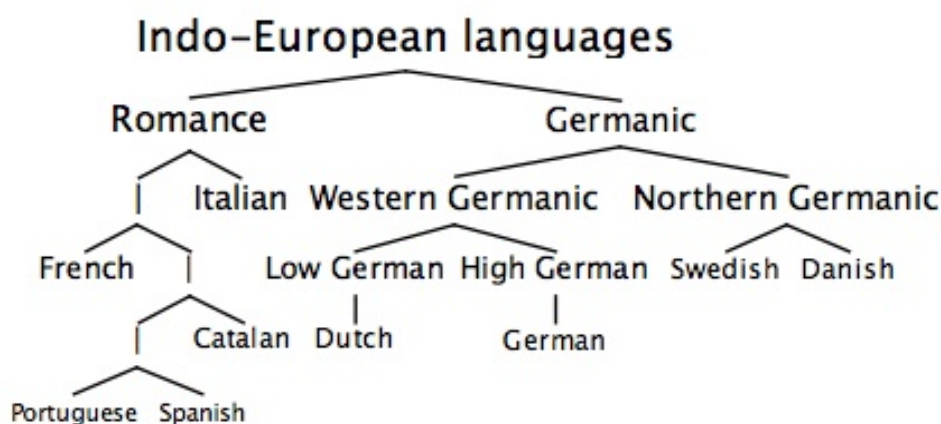 Indo-European languages
Romance Germanic
Italian Western Germanic Northern Germanic
French Low German High German Swedish Danish
Catalan Dutch German
Portuguese Spanish